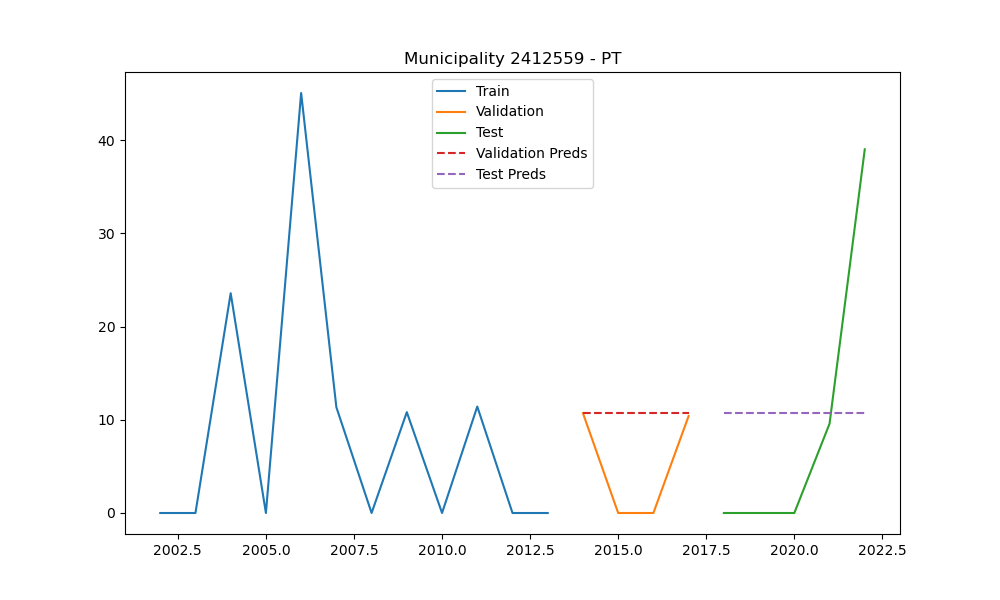 Municipality 2412559 - PT
Train
Validation
Test
Validation Preds
Test Preds
40
30
20
10
0
2002.5 2005.0 2007.5 2010.0 2012.5 2015.0 2017.5 2020.0 2022.5